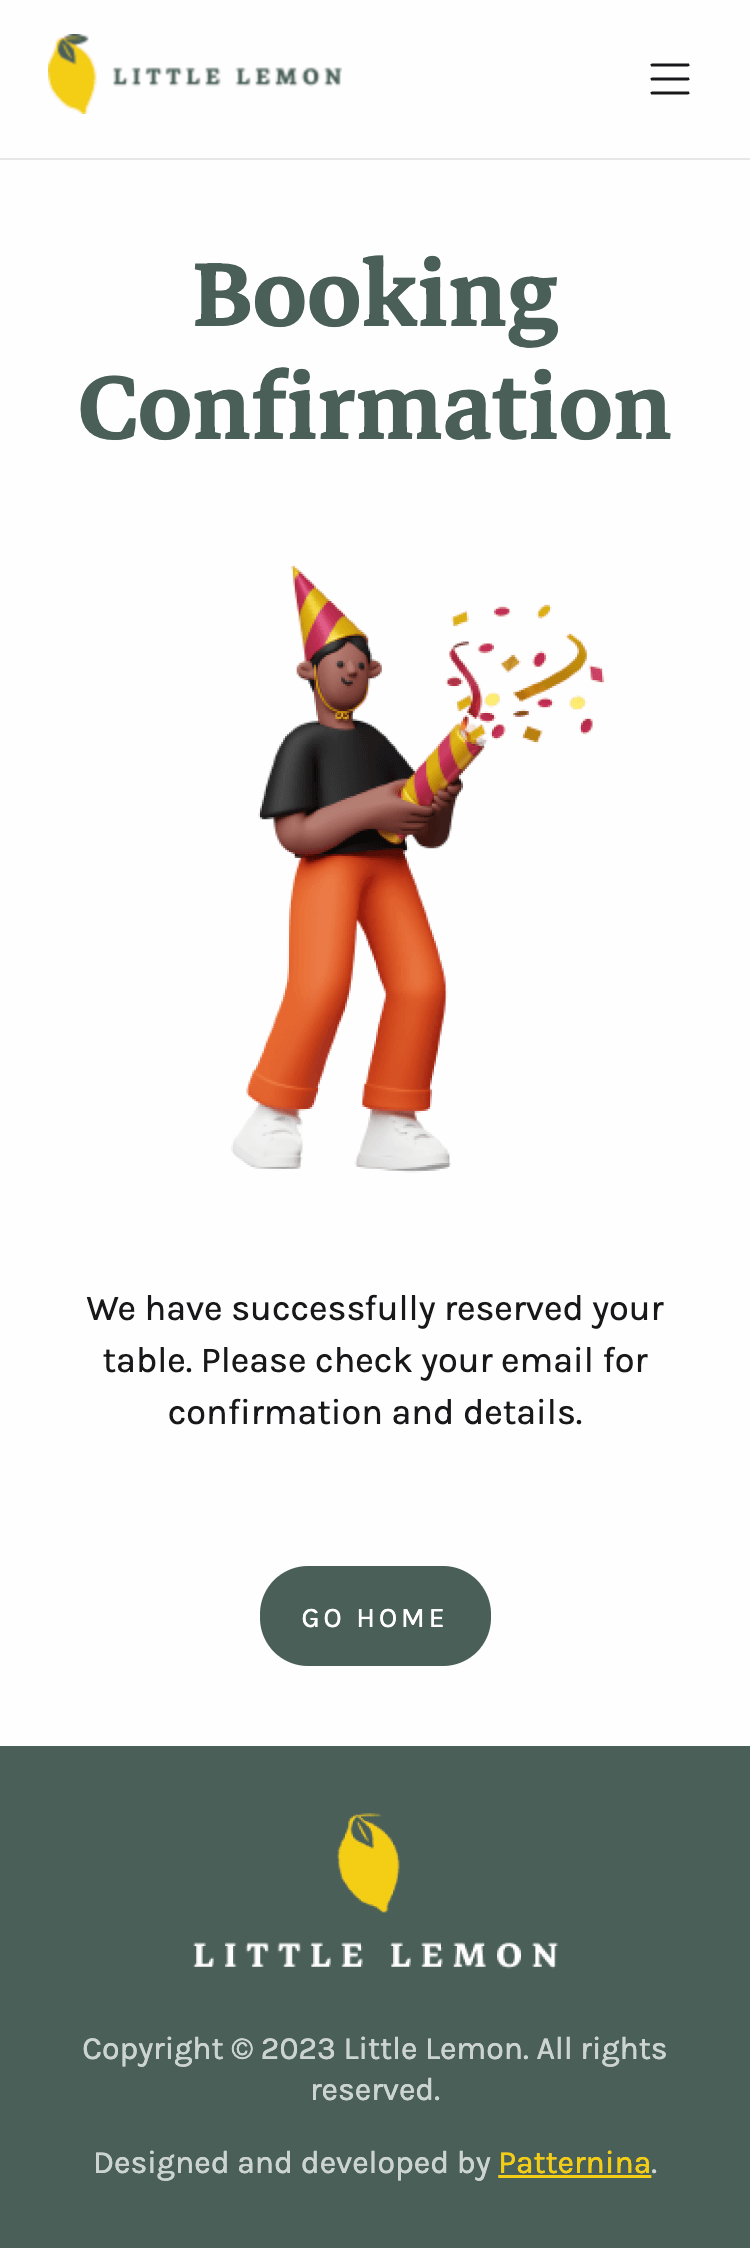 LITTLE LEMON
Booking
Confirmation
We have successfully reserved your
table. Please check your email for
confirmation and details.
GO HOME
LITTLE LEMON
Copyright © 2023 Little Lemon. All rights
reserved.
Designed and developed by Patternina.